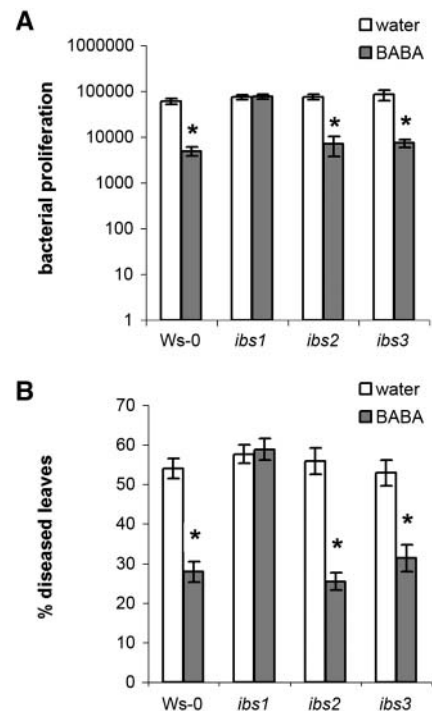 A
water
BABA
1000000
100000
10000
1000
100
10
1
bacterial proliferation
* * *
Ws-0 ibs1 ibs2 ibs3
B
water
BABA
70
60
50
40
30
20
10
0
% diseased leaves
* * *
Ws-0 ibs1 ibs2 ibs3